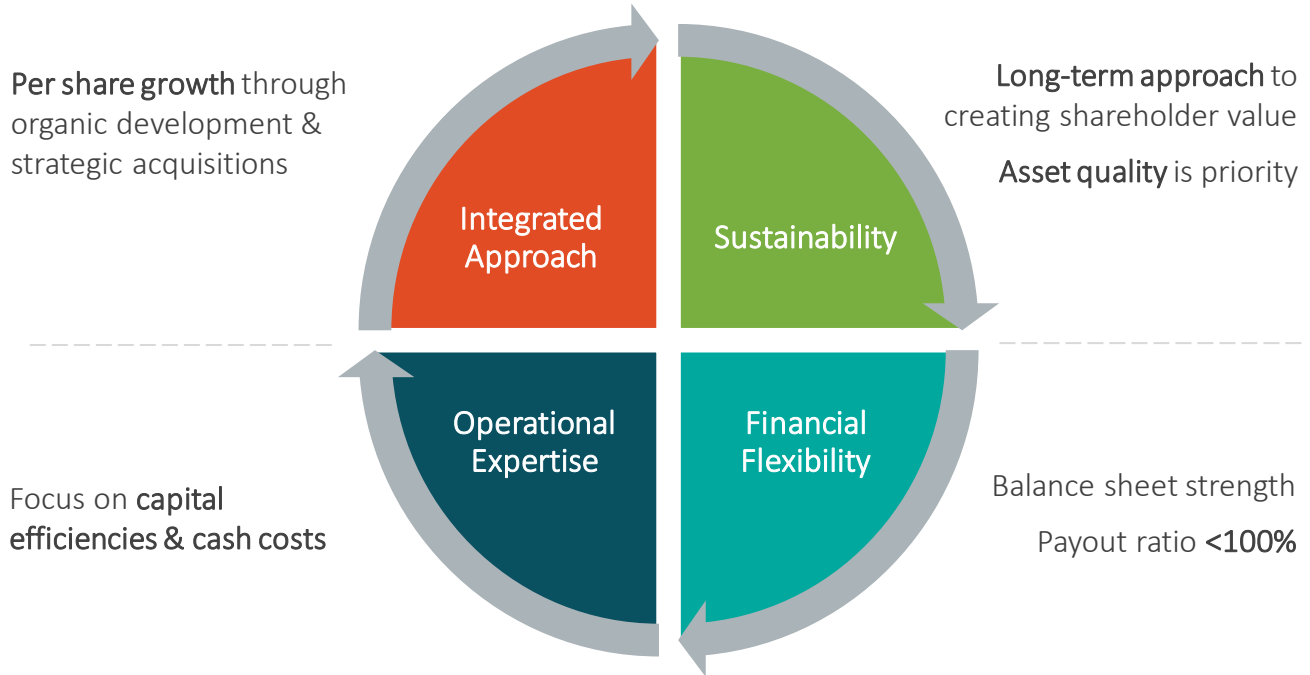 Per share growth through
organic development &
strategic acquisitions
Integrated
Approach
Sustainability
Long-term approach to
creating shareholder value
Asset quality is priority
Focus on capital
efficiencies & cash costs
Operational
Expertise
Financial
Flexibility
Balance sheet strength
Payout ratio <100%